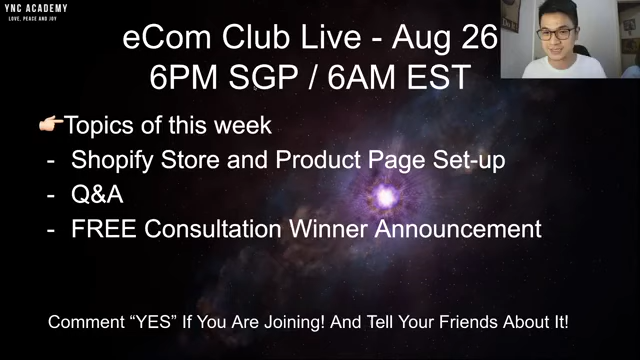 YNC ACADEMY
LOVE, PEACE AND JOY
eCom Club Live - Aug 26
6PM SGP / 6AM EST
👉Topics of this week
- Shopify Store and Product Page Set-up
- Q&A
- FREE Consultation Winner Announcement
Comment “YES” If You Are Joining! And Tell Your Friends About It!